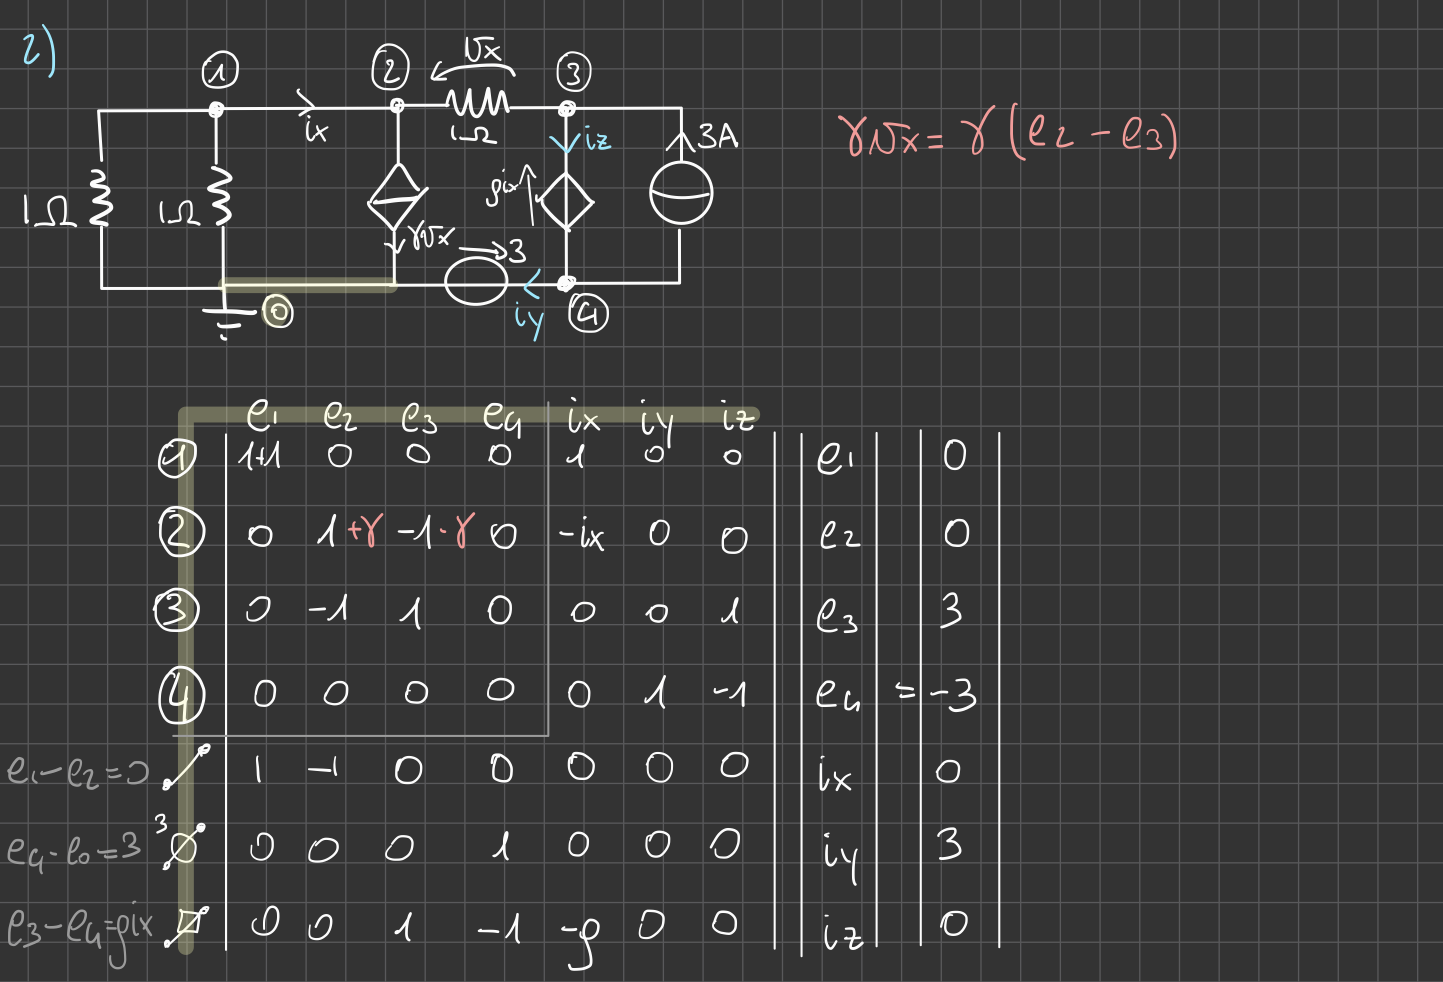 2)
① ② ③
vx
ix
1Ω
iz
3A
γvx = γ (e2 - e3)
1Ω 1Ω
ρix
γvx
3
⓪
iy
④
e1 e2 e3 e4 ix iy iz
① 1+1 0 0 0 1 0 0 e1 0
② 0 1+γ -1-γ 0 -ix 0 0 e2 0
③ 0 -1 1 0 0 0 1 e3 3
④ 0 0 0 0 0 1 -1 e4 = -3
e1-e2=0 1 -1 0 0 0 0 0 ix 0
e4-e0=3 3 0 0 0 1 0 0 0 iy 3
e3-e4=ρix 0 0 1 -1 -ρ 0 0 iz 0